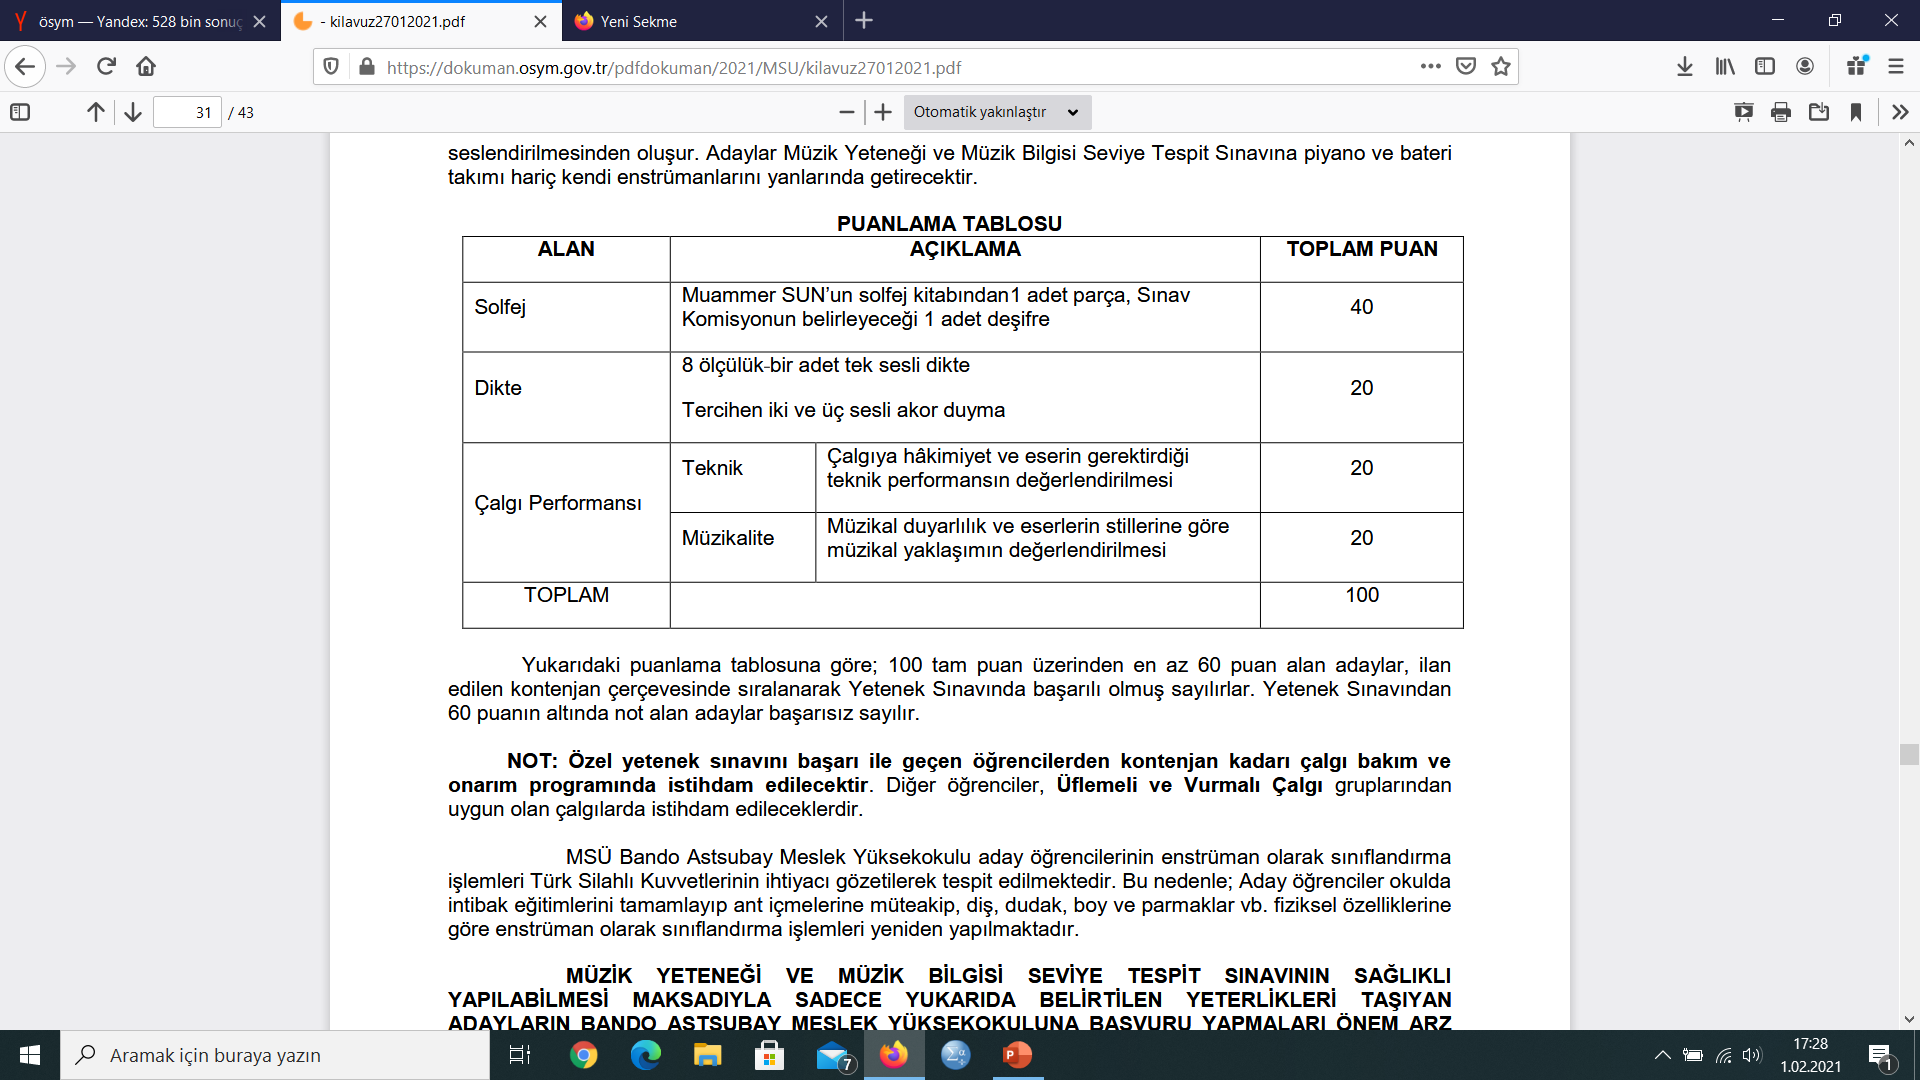 ösym — Yandex: 528 bin sonuç
- kilavuz27012021.pdf
Yeni Sekme
https://dokuman.osym.gov.tr/pdfdokuman/2021/MSU/kilavuz27012021.pdf
31 / 43
Otomatik yakınlaştır
seslendirilmesinden oluşur. Adaylar Müzik Yeteneği ve Müzik Bilgisi Seviye Tespit Sınavına piyano ve bateri
takımı hariç kendi enstrümanlarını yanlarında getirecektir.
PUANLAMA TABLOSU
ALAN AÇIKLAMA TOPLAM PUAN
Solfej
Muammer SUN’un solfej kitabından1 adet parça, Sınav
Komisyonun belirleyeceği 1 adet deşifre
40
Dikte
8 ölçülük-bir adet tek sesli dikte
Tercihen iki ve üç sesli akor duyma
20
Çalgı Performansı
Teknik
Çalgıya hâkimiyet ve eserin gerektirdiği
teknik performansın değerlendirilmesi
20
Müzikalite
Müzikal duyarlılık ve eserlerin stillerine göre
müzikal yaklaşımın değerlendirilmesi
20
TOPLAM 100
Yukarıdaki puanlama tablosuna göre; 100 tam puan üzerinden en az 60 puan alan adaylar, ilan
edilen kontenjan çerçevesinde sıralanarak Yetenek Sınavında başarılı olmuş sayılırlar. Yetenek Sınavından
60 puanın altında not alan adaylar başarısız sayılır.
NOT: Özel yetenek sınavını başarı ile geçen öğrencilerden kontenjan kadarı çalgı bakım ve
onarım programında istihdam edilecektir. Diğer öğrenciler, Üflemeli ve Vurmalı Çalgı gruplarından
uygun olan çalgılarda istihdam edileceklerdir.
MSÜ Bando Astsubay Meslek Yüksekokulu aday öğrencilerinin enstrüman olarak sınıflandırma
işlemleri Türk Silahlı Kuvvetlerinin ihtiyacı gözetilerek tespit edilmektedir. Bu nedenle; Aday öğrenciler okulda
intibak eğitimlerini tamamlayıp ant içmelerine müteakip, diş, dudak, boy ve parmaklar vb. fiziksel özelliklerine
göre enstrüman olarak sınıflandırma işlemleri yeniden yapılmaktadır.
MÜZİK YETENEĞİ VE MÜZİK BİLGİSİ SEVİYE TESPİT SINAVININ SAĞLIKLI
YAPILABİLMESİ MAKSADIYLA SADECE YUKARIDA BELİRTİLEN YETERLİKLERİ TAŞIYAN
ADAYLARIN BANDO ASTSUBAY MESLEK YÜKSEKOKULUNA BAŞVURU YAPMALARI ÖNEM ARZ
Aramak için buraya yazın
7
17:28
1.02.2021
1